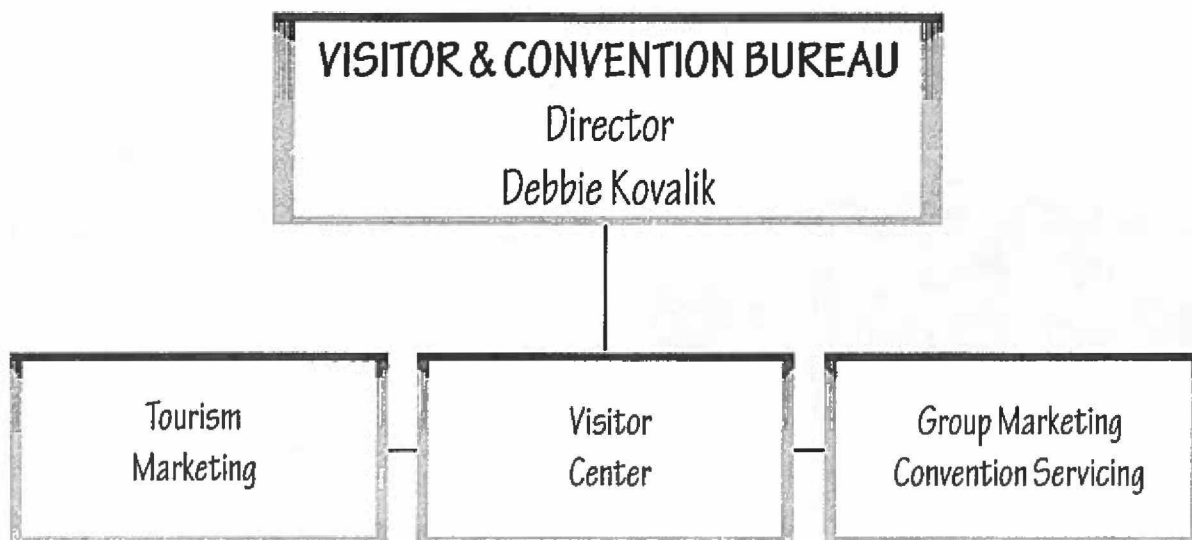 VISITOR & CONVENTION BUREAU
Director
Debbie Kovalik
Tourism
Marketing
Visitor
Center
Group Marketing
Convention Servicing